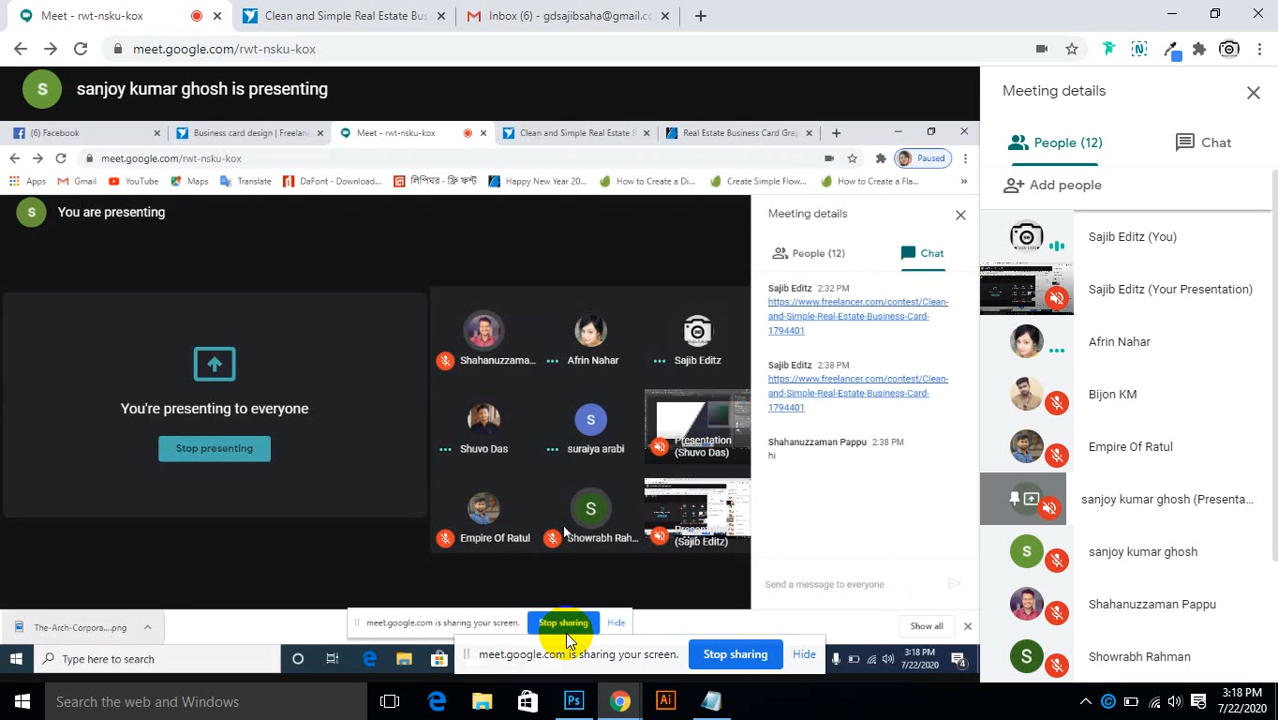 Meet - rwt-nsku-kox
Clean and Simple Real Estate Bus
Inbox (6) - gdsajibsaha@gmail.cc
meet.google.com/rwt-nsku-kox
S sanjoy kumar ghosh is presenting
(6) Facebook
Business card design | Freelan
Meet - rwt-nsku-kox
Clean and Simple Real Estate B
Real Estate Business Card Gra
meet.google.com/rwt-nsku-kox
Paused
Apps
Gmail
YouTube
Maps
Translate
DaFont - Download...
লিপিঘর - ফ্রি ফন্ট
Happy New Year 20...
How to Create a Di...
Create Simple Flow...
How to Create a Fla...
»
S You are presenting
You're presenting to everyone
Stop presenting
Shahanuzzama...
Afrin Nahar
Sajib Editz
Shuvo Das
S
suraiya arabi
Presentation
(Shuvo Das)
Empire Of Ratul
S
Showrabh Rah...
(Sajib Editz)
Meeting details
People (12)
Chat
Sajib Editz 2:32 PM
https://www.freelancer.com/contest/Clean-
and-Simple-Real-Estate-Business-Card-
1794401
Sajib Editz 2:38 PM
https://www.freelancer.com/contest/Clean-
and-Simple-Real-Estate-Business-Card-
1794401
Shahanuzzaman Pappu 2:38 PM
hi
Send a message to everyone
The-Arch-Corpora....png
meet.google.com is sharing your screen.
Stop sharing
Hide
Show all
meet.google.com is sharing your screen.
Stop sharing
Hide
Type here to search
3:18 PM
7/22/2020
4
Meeting details
People (12)
Chat
Add people
Sajib Editz (You)
Sajib Editz (Your Presentation)
Afrin Nahar
Bijon KM
Empire Of Ratul
sanjoy kumar ghosh (Presenta...
S sanjoy kumar ghosh
Shahanuzzaman Pappu
S Showrabh Rahman
Search the web and Windows
Ps
Ai
3:18 PM
7/22/2020